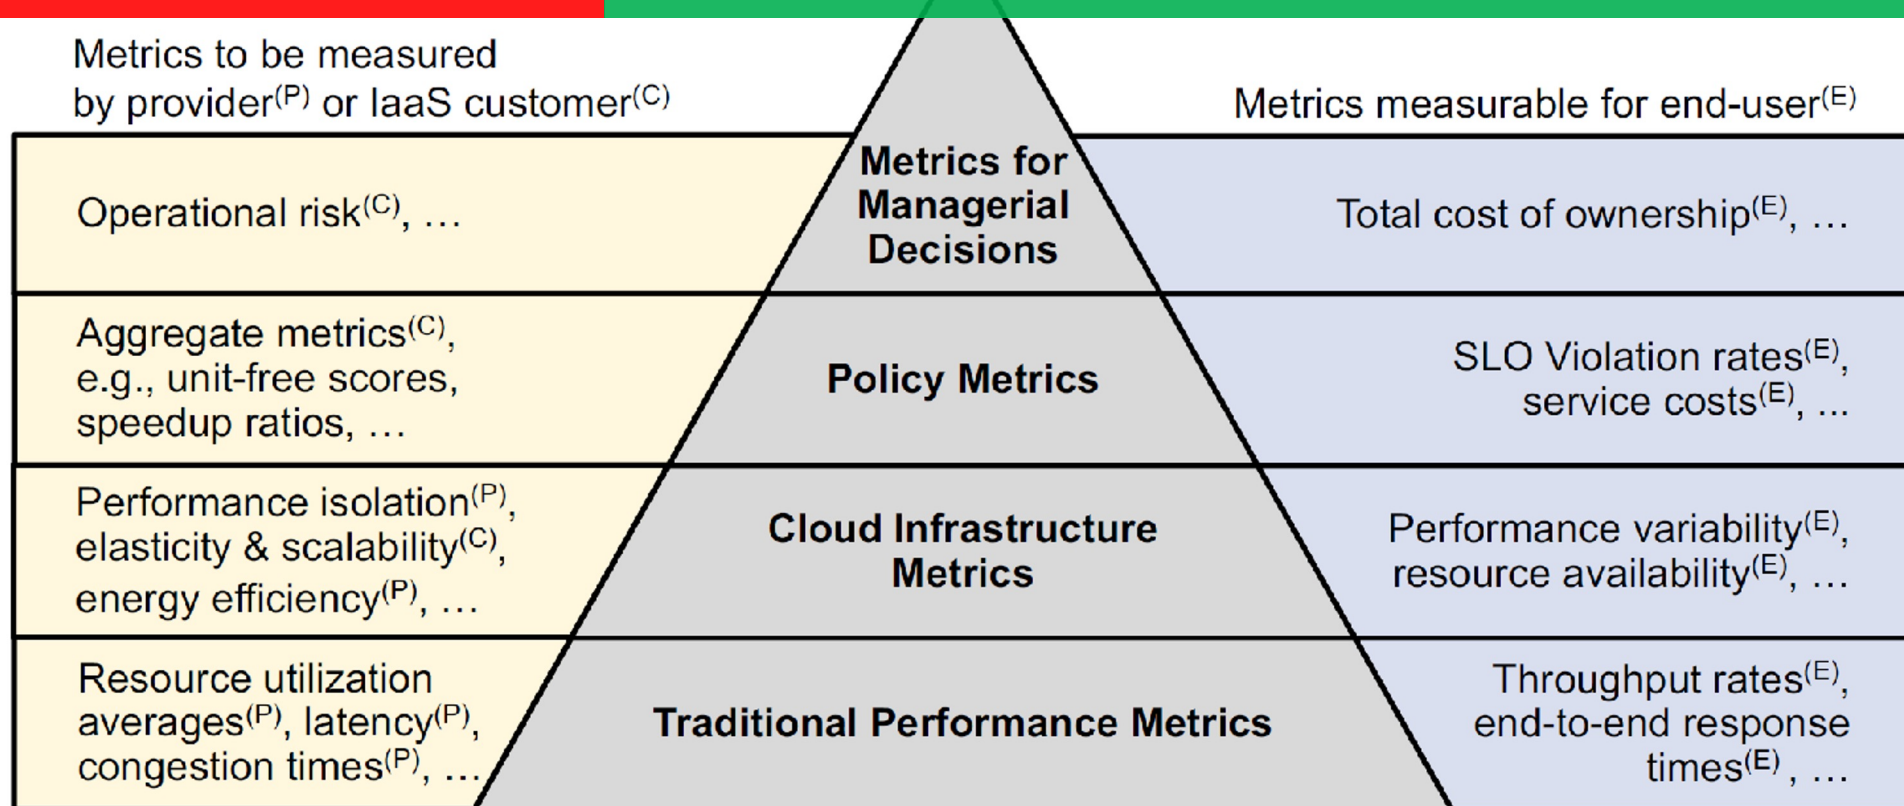 Metrics to be measured
by provider(P) or IaaS customer(C)
Metrics measurable for end-user(E)
Operational risk(C), …
Metrics for
Managerial
Decisions
Total cost of ownership(E), …
Aggregate metrics(C),
e.g., unit-free scores,
speedup ratios, …
Policy Metrics
SLO Violation rates(E),
service costs(E), ...
Performance isolation(P),
elasticity & scalability(C),
energy efficiency(P), …
Cloud Infrastructure
Metrics
Performance variability(E),
resource availability(E), …
Resource utilization
averages(P), latency(P),
congestion times(P), …
Traditional Performance Metrics
Throughput rates(E),
end-to-end response
times(E) , …